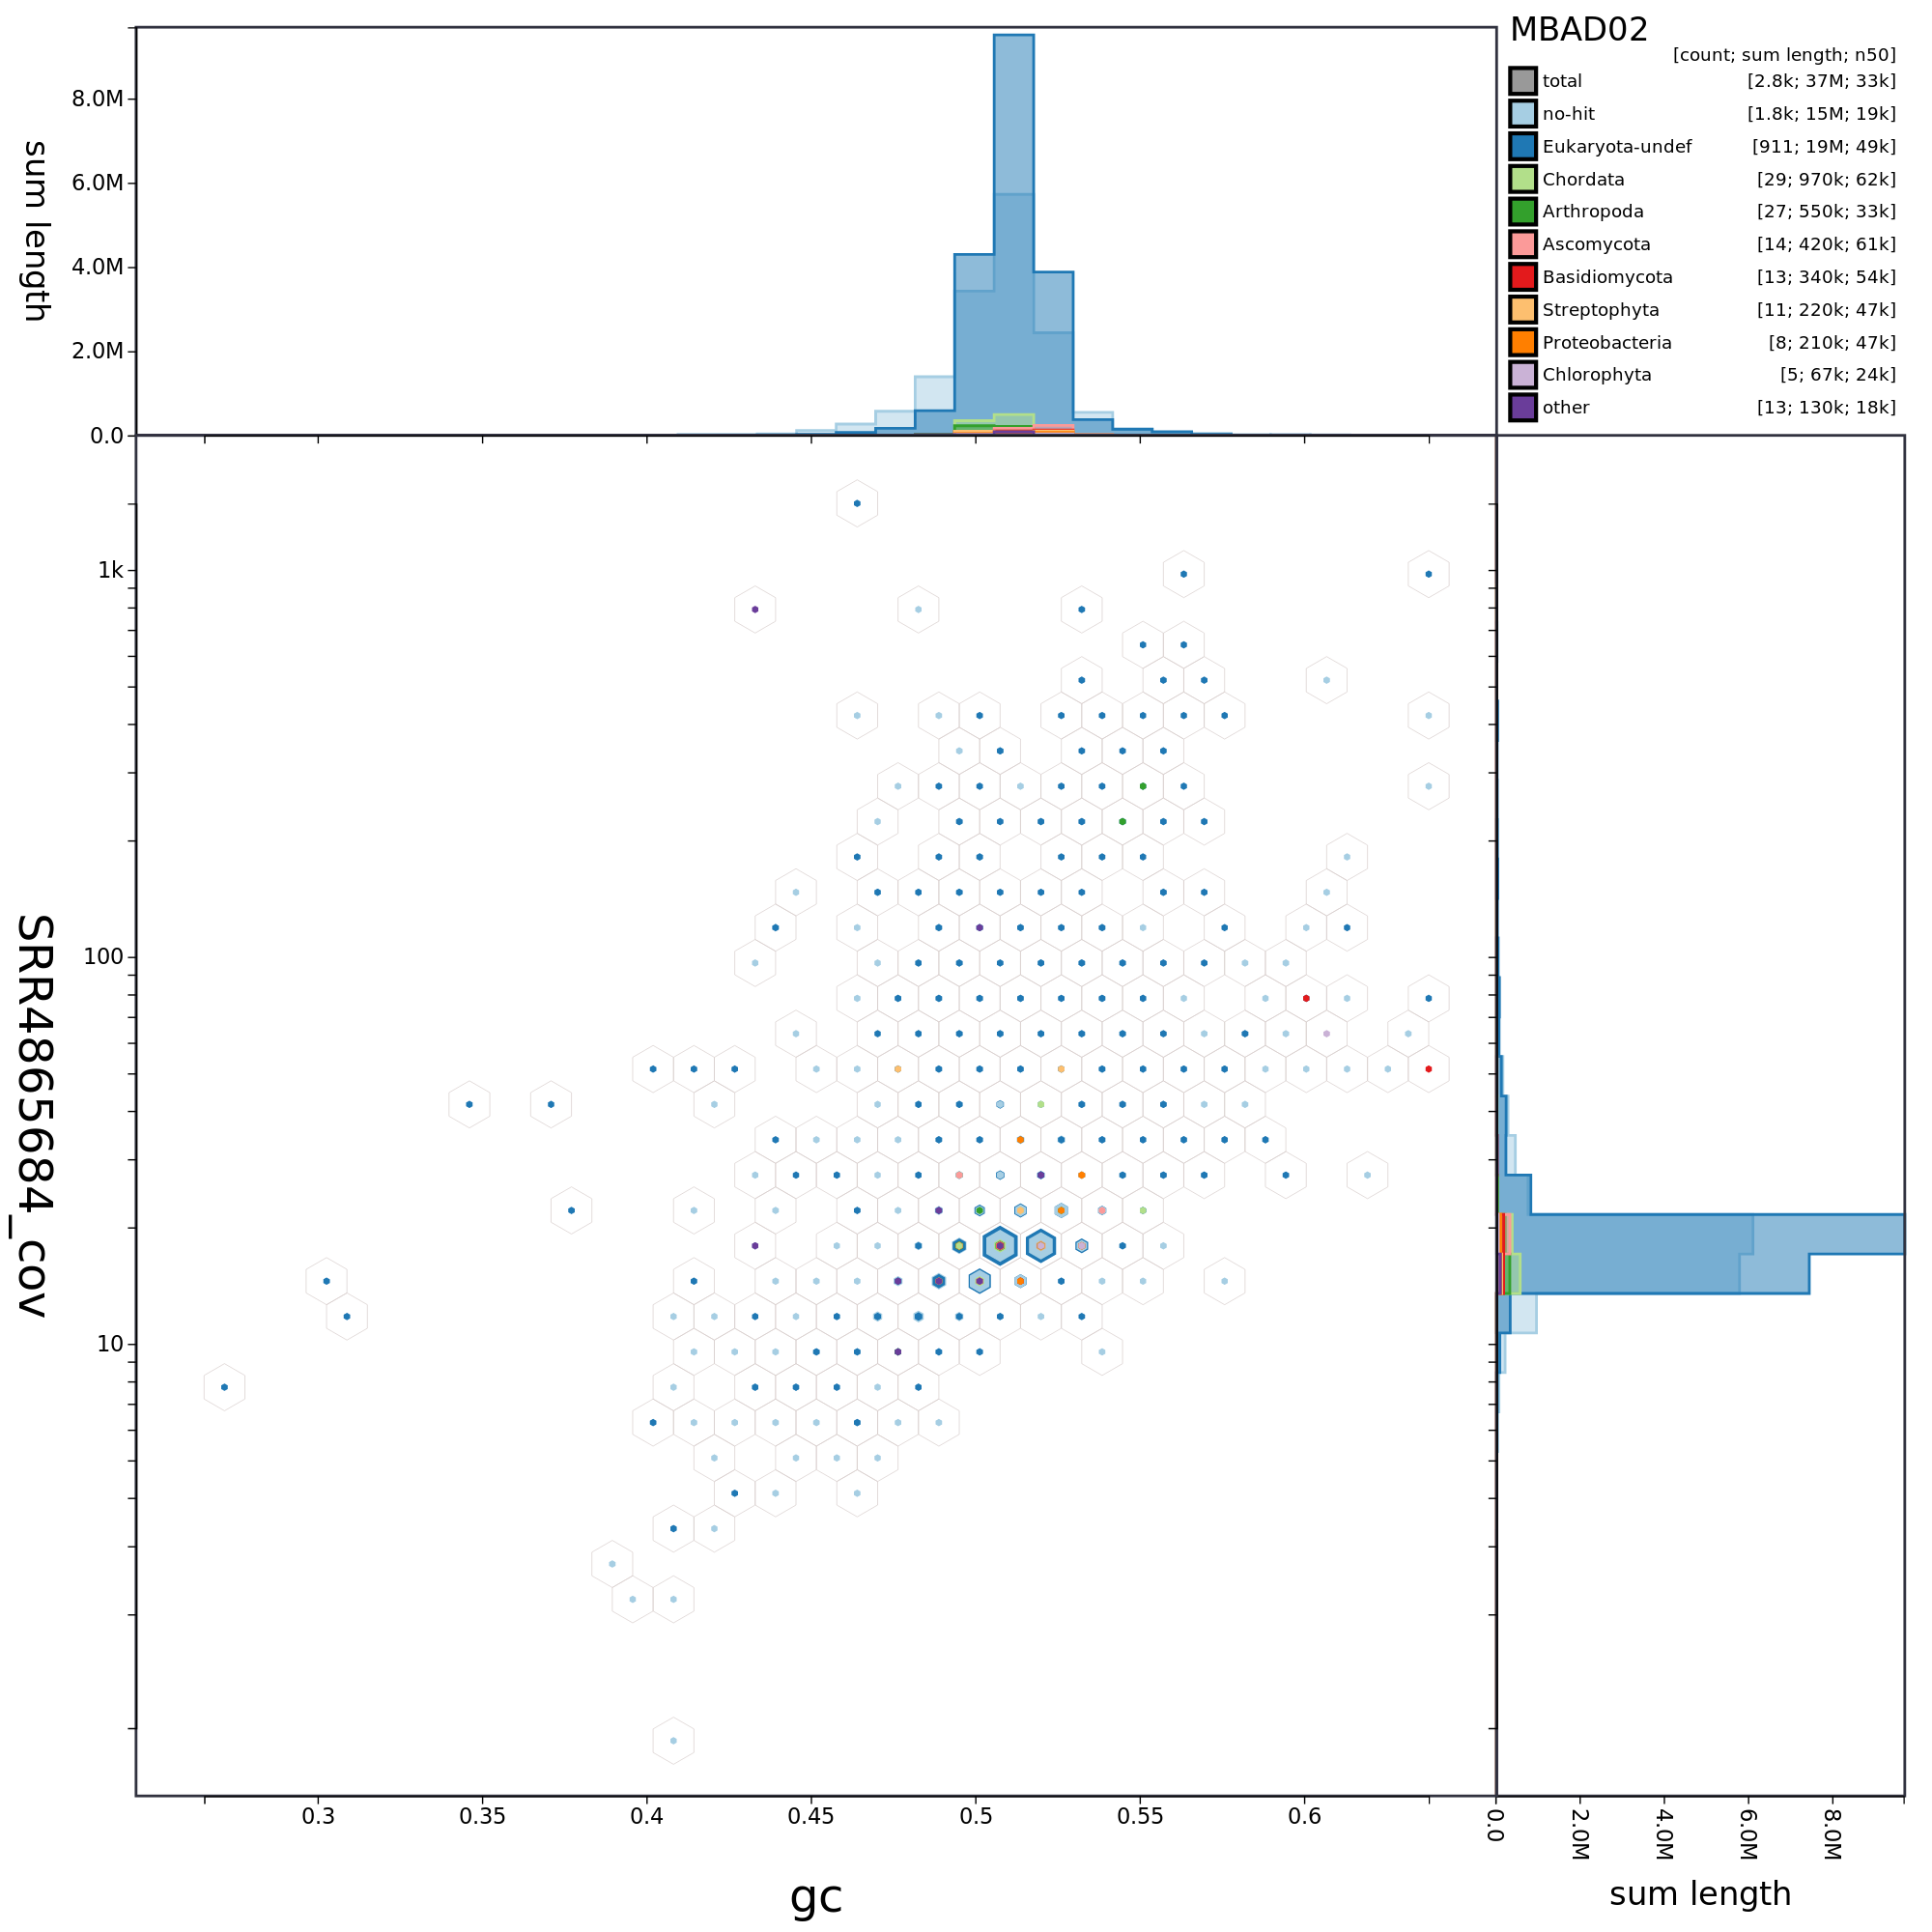 MBAD02
[count; sum length; n50]
total [2.8k; 37M; 33k]
no-hit [1.8k; 15M; 19k]
Eukaryota-undef [911; 19M; 49k]
Chordata [29; 970k; 62k]
Arthropoda [27; 550k; 33k]
Ascomycota [14; 420k; 61k]
Basidiomycota [13; 340k; 54k]
Streptophyta [11; 220k; 47k]
Proteobacteria [8; 210k; 47k]
Chlorophyta [5; 67k; 24k]
other [13; 130k; 18k]
sum length
8.0M
6.0M
4.0M
2.0M
0.0
SRR4865684_cov
1k
100
10
0.3 0.35 0.4 0.45 0.5 0.55 0.6
gc
0.0 2.0M 4.0M 6.0M 8.0M
sum length